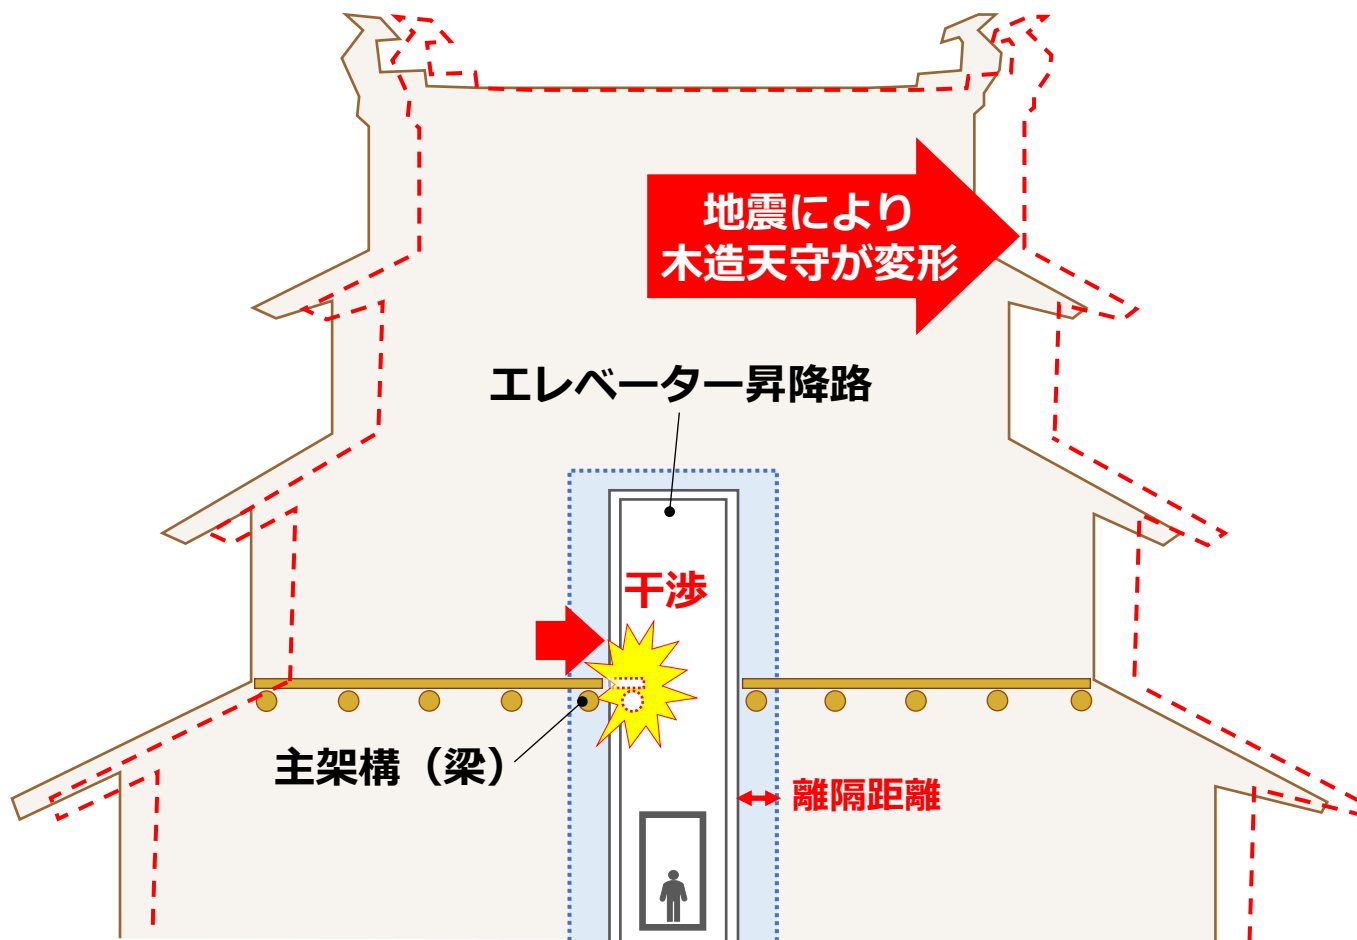 地震により
木造天守が変形
エレベーター昇降路
干渉
主架構（梁）
離隔距離